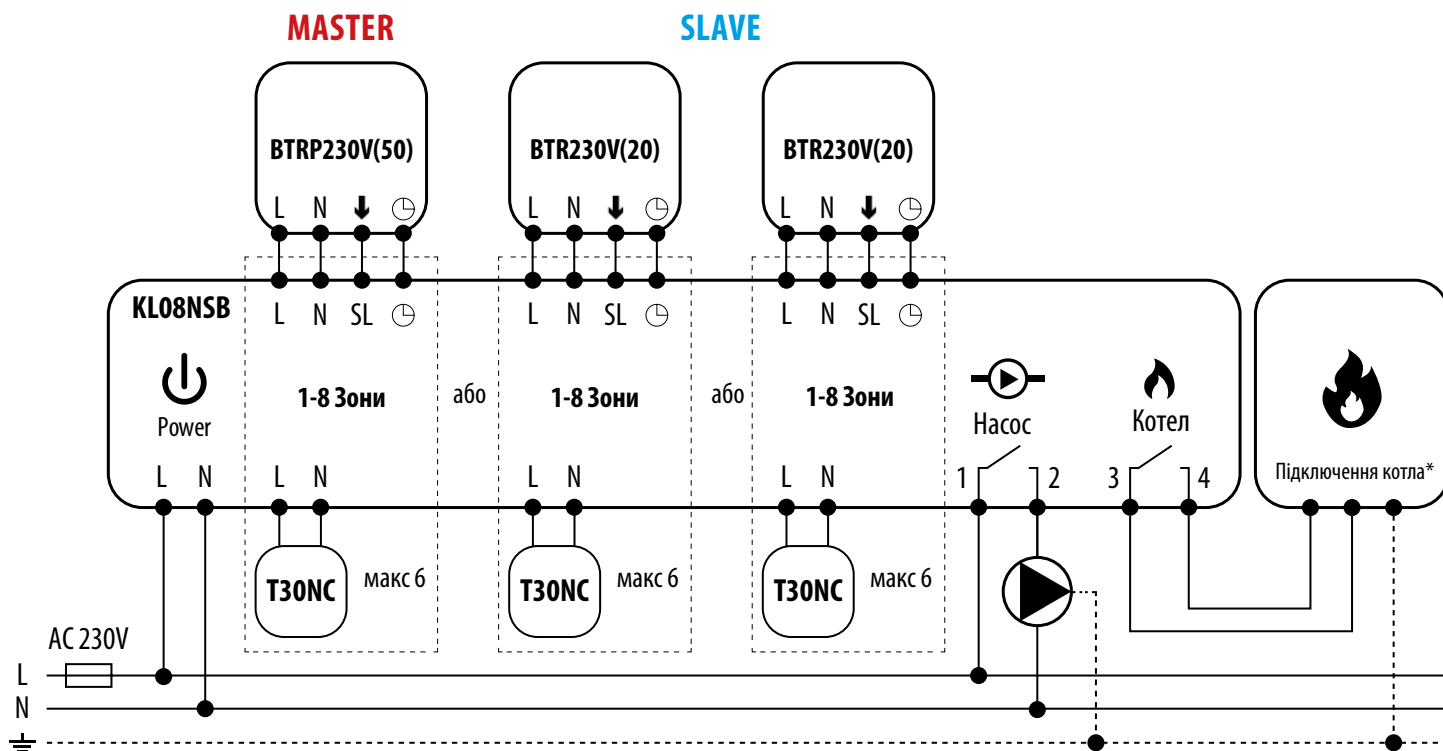 MASTER
SLAVE
BTRP230V(50)
BTR230V(20)
BTR230V(20)
L N
L N
L N
KL08NSB
L N SL
L N SL
L N SL
Power
1-8 Зони
або
1-8 Зони
або
1-8 Зони
Насос
Котел
Підключення котла*
L N
L N
L N
L N
1 2
3 4
T30NC
макс 6
T30NC
макс 6
T30NC
макс 6
AC 230V
L
N